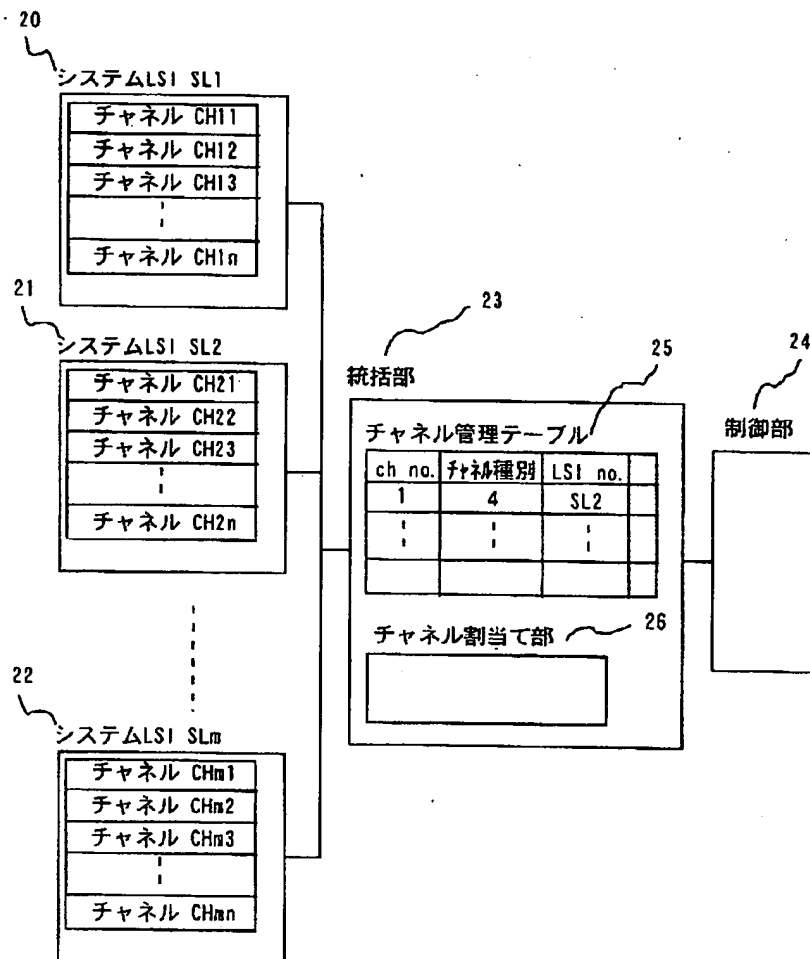 20
システムLSI SL1
チャネル CH11
チャネル CH12
チャネル CH13
チャネル CH1n
21
システムLSI SL2
チャネル CH21
チャネル CH22
チャネル CH23
チャネル CH2n
22
システムLSI SLm
チャネル CHm1
チャネル CHm2
チャネル CHm3
チャネル CHmn
23
統括部
25
チャネル管理テーブル
ch no. チャネル種別 LSI no.
1 4 SL2
チャネル割当て部 26
24
制御部